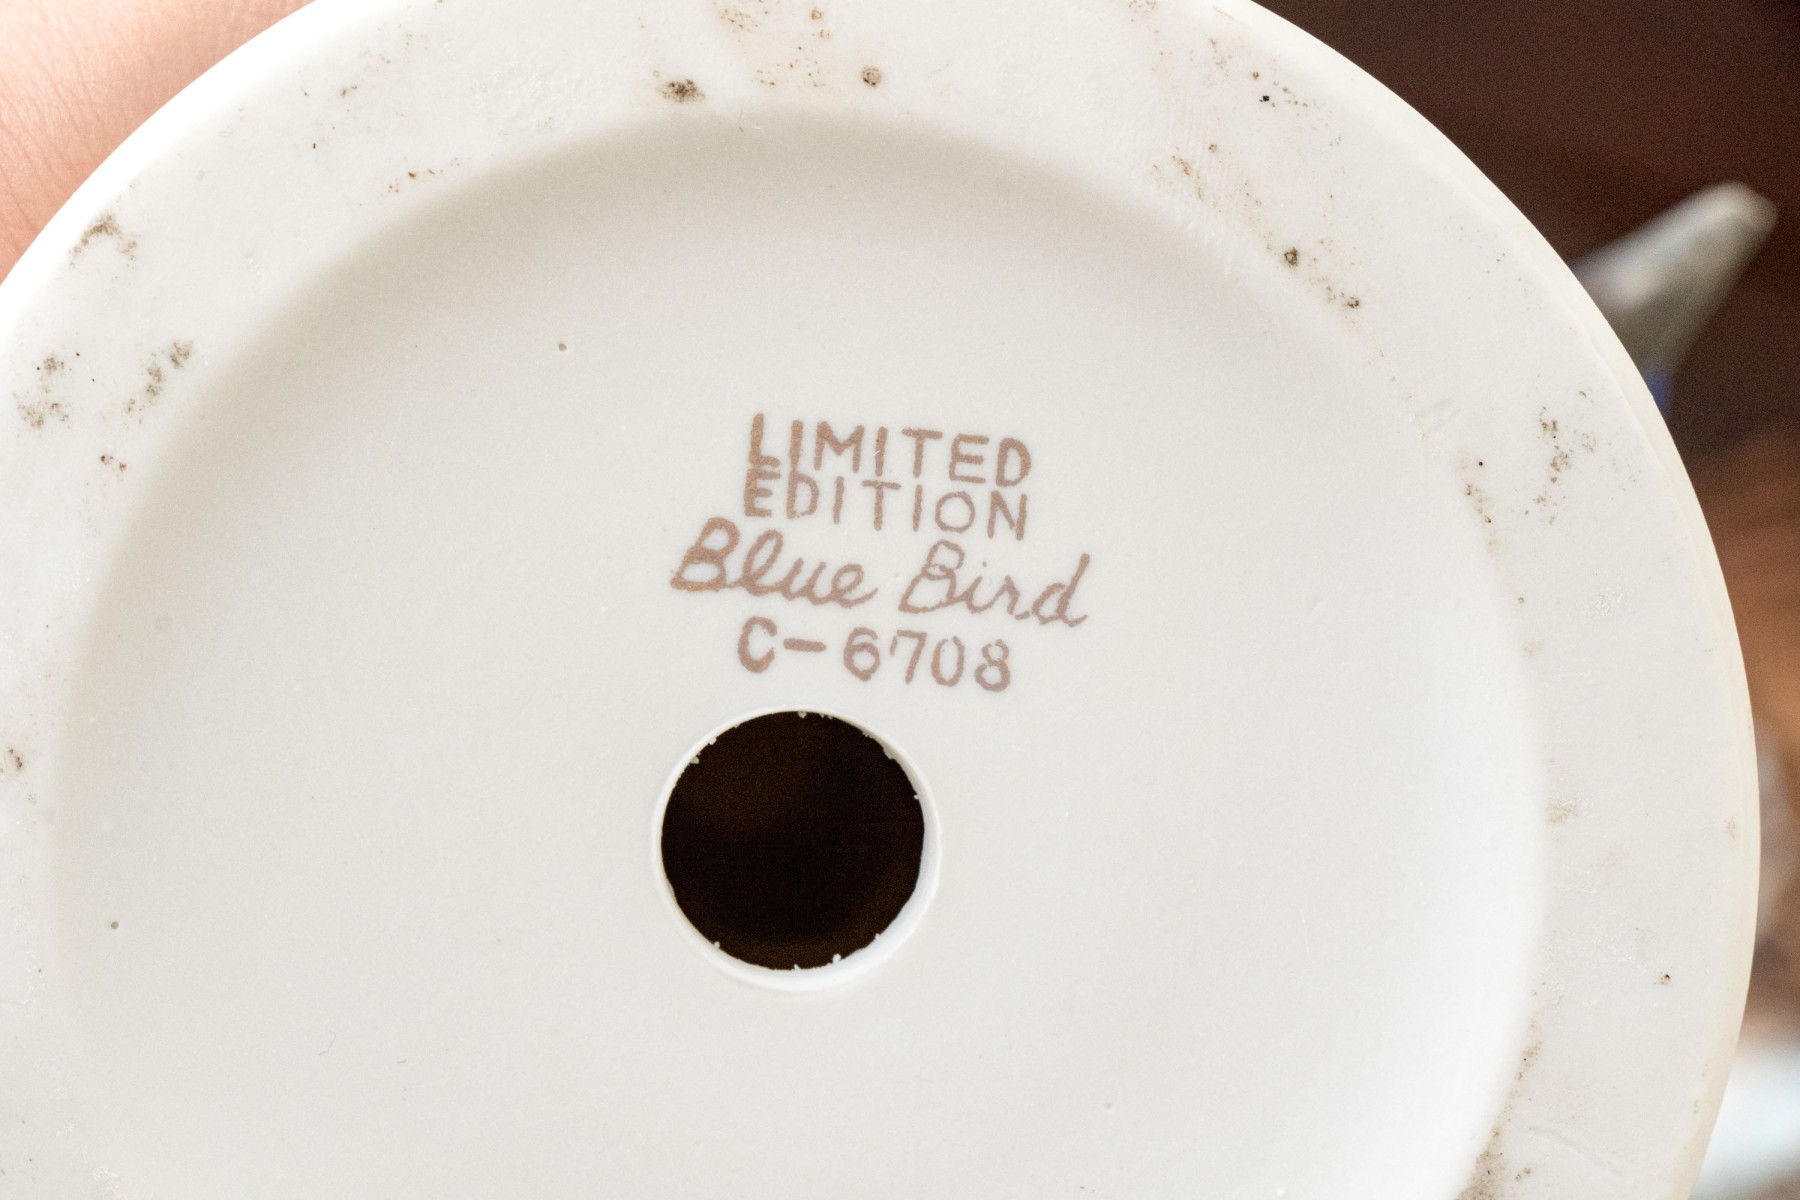 LIMITED
EDITION
Blue Bird
C-6708